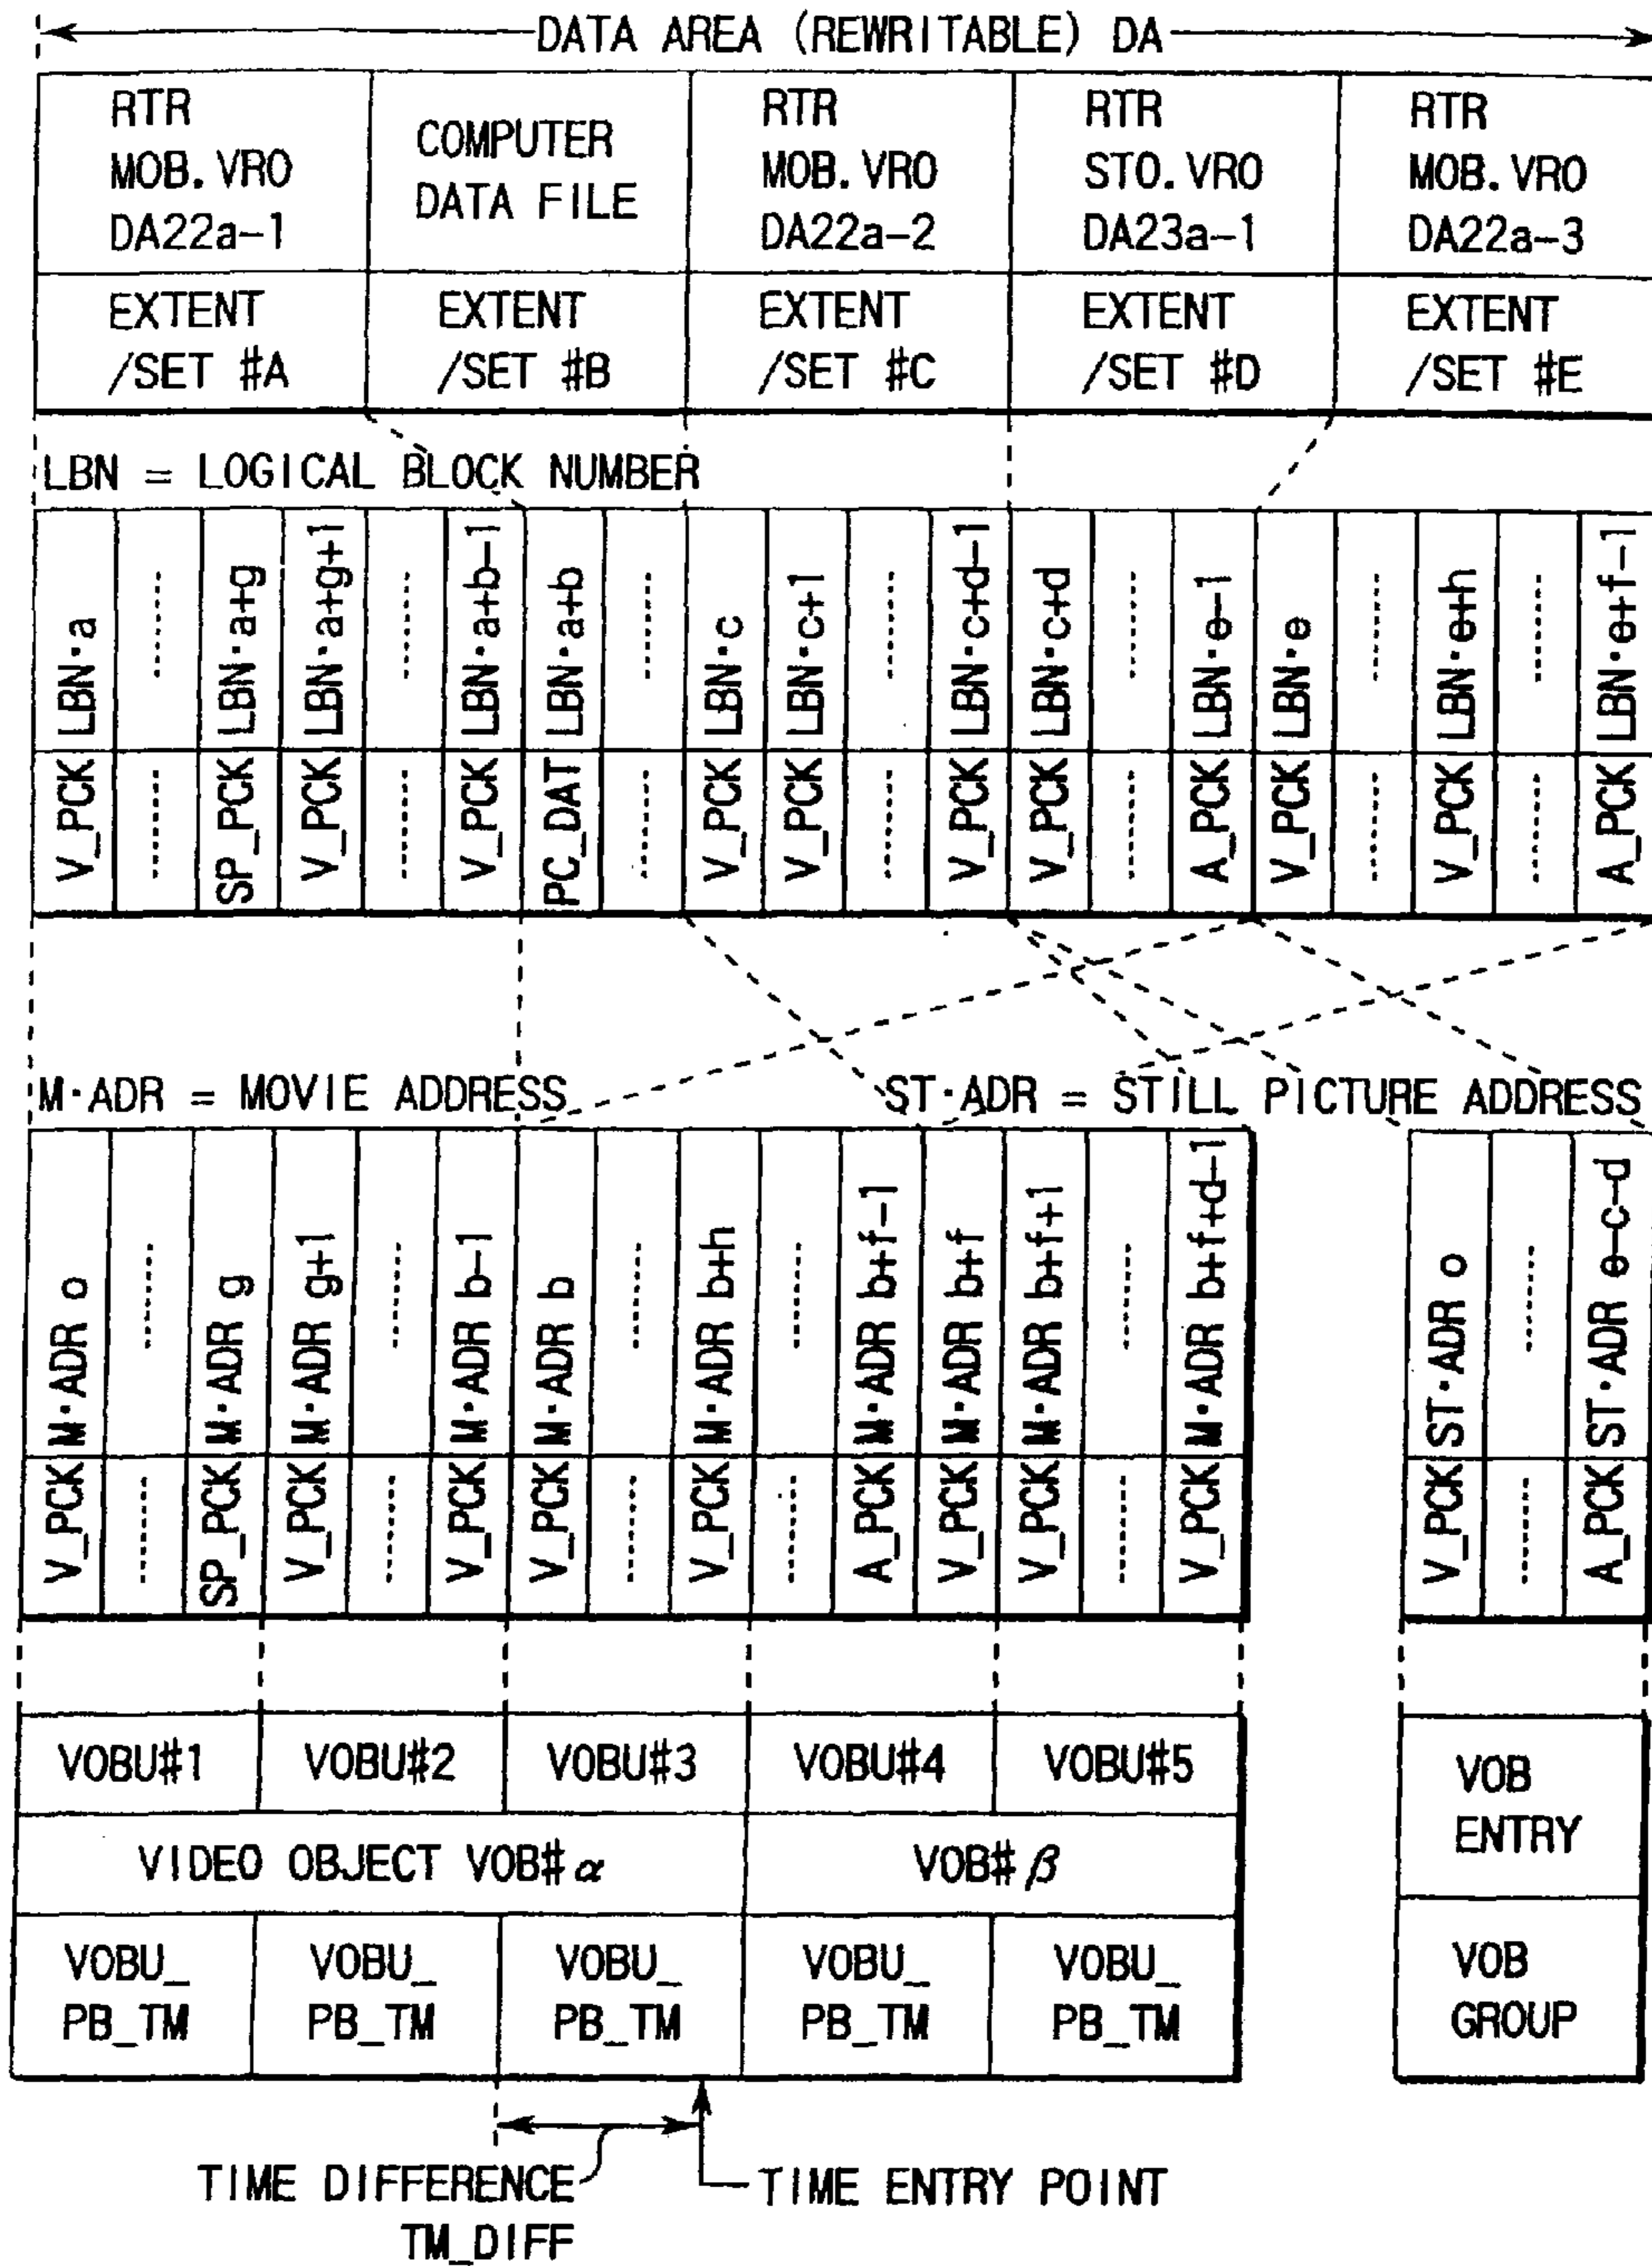 DATA AREA (REWRITABLE) DA
RTR
MOB.VRO
DA22a-1
COMPUTER
DATA FILE
RTR
MOB.VRO
DA22a-2
RTR
STO.VRO
DA23a-1
RTR
MOB.VRO
DA22a-3
EXTENT
/SET #A
EXTENT
/SET #B
EXTENT
/SET #C
EXTENT
/SET #D
EXTENT
/SET #E
LBN = LOGICAL BLOCK NUMBER
V_PCK LBN·a
SP_PCK LBN·a+g
V_PCK LBN·a+g+1
V_PCK LBN·a+b-1
PC_DAT LBN·a+b
V_PCK LBN·c
V_PCK LBN·c+1
V_PCK LBN·c+d-1
V_PCK LBN·c+d
A_PCK LBN·e-1
V_PCK LBN·e
V_PCK LBN·e+h
A_PCK LBN·e+f-1
M·ADR = MOVIE ADDRESS
ST·ADR = STILL PICTURE ADDRESS
V_PCK M·ADR o
SP_PCK M·ADR g
V_PCK M·ADR g+1
V_PCK M·ADR b-1
V_PCK M·ADR b
V_PCK M·ADR b+h
A_PCK M·ADR b+f-1
V_PCK M·ADR b+f
V_PCK M·ADR b+f+1
V_PCK M·ADR b+f+d-1
V_PCK ST·ADR o
A_PCK ST·ADR e-c-d
VOBU#1
VOBU#2
VOBU#3
VOBU#4
VOBU#5
VOB
ENTRY
VIDEO OBJECT VOB#α
VOB#β
VOBU_
PB_TM
VOBU_
PB_TM
VOBU_
PB_TM
VOBU_
PB_TM
VOBU_
PB_TM
VOB
GROUP
TIME DIFFERENCE
TM_DIFF
TIME ENTRY POINT